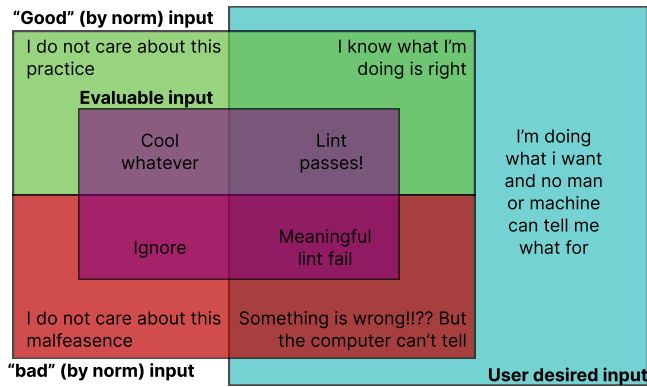 “Good” (by norm) input
I do not care about this
practice
I know what I’m
doing is right
Evaluable input
Cool
whatever
Lint
passes!
I’m doing
what i want
and no man
or machine
can tell me
what for
Ignore
Meaningful
lint fail
I do not care about this
malfeasence
Something is wrong!!?? But
the computer can’t tell
“bad” (by norm) input
User desired input